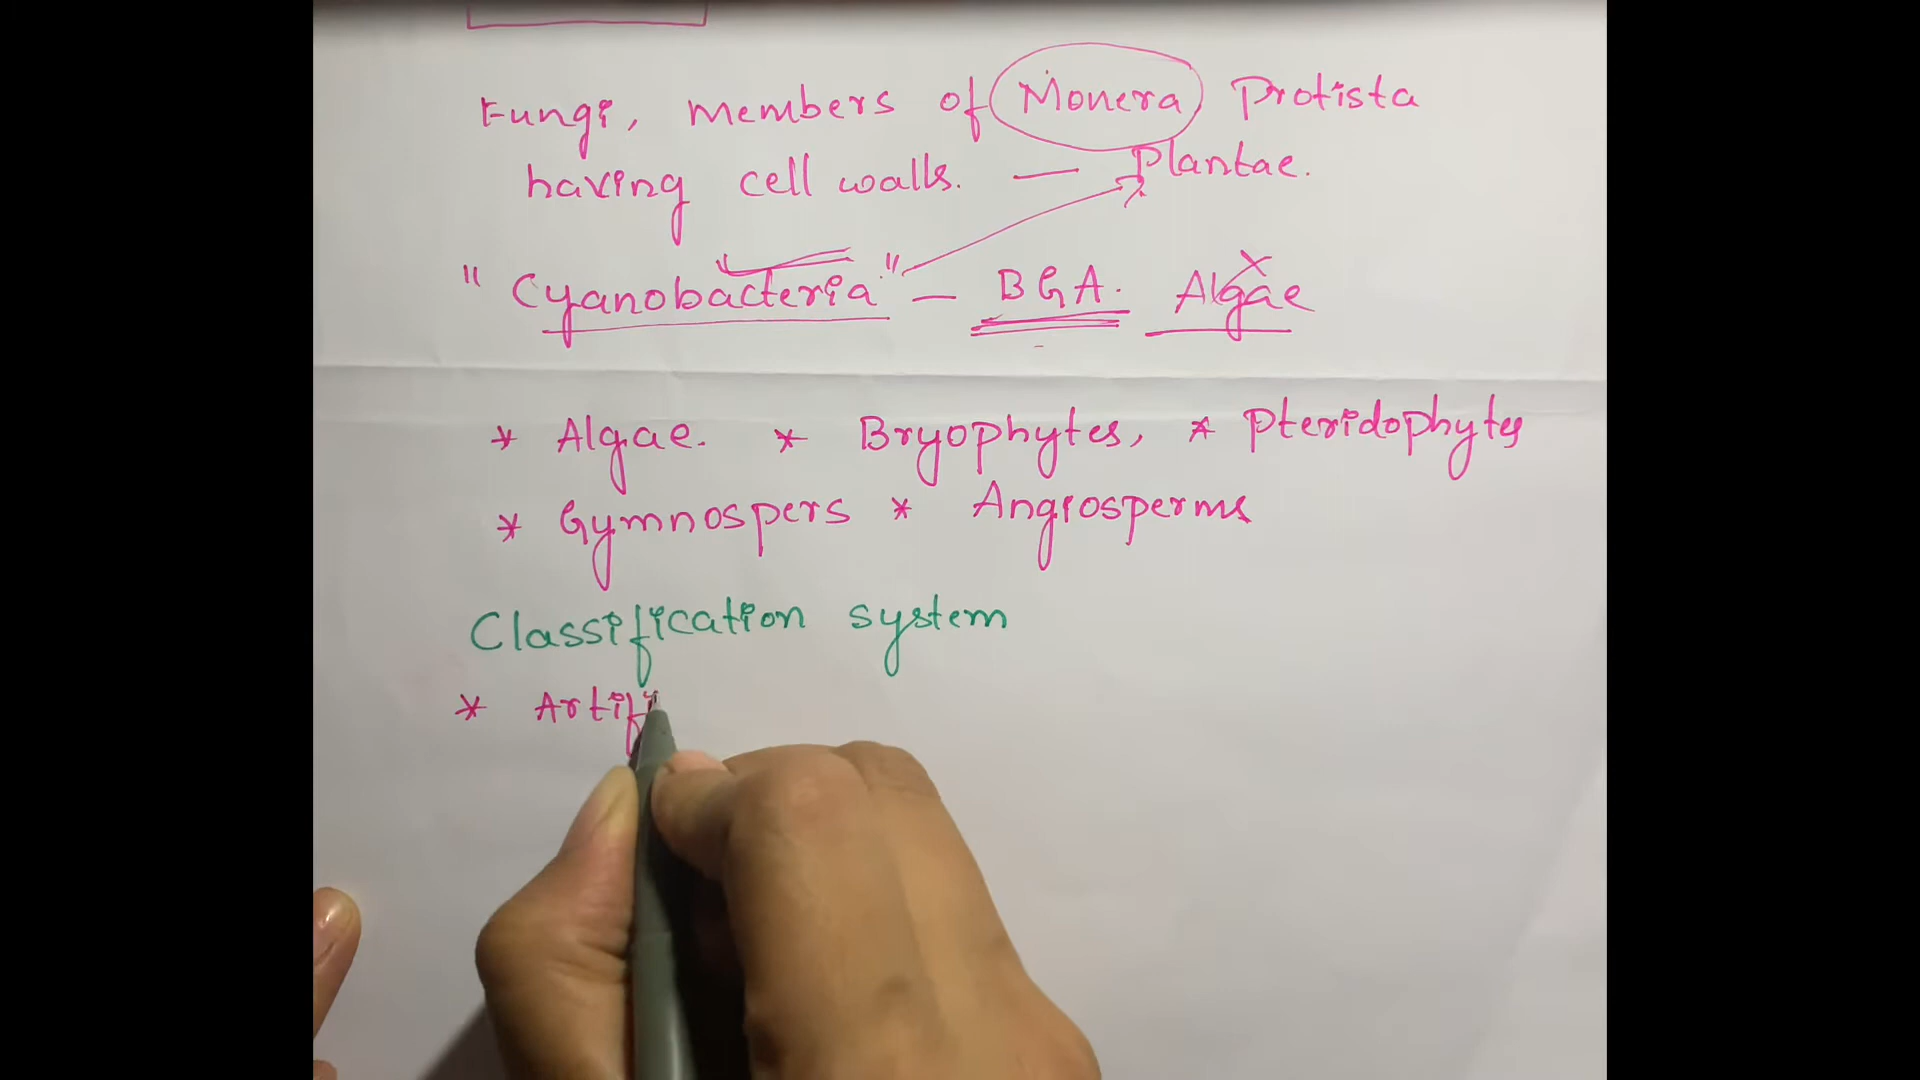 Fungi, members of Monera Protista
having cell walls. — Plantae.
"Cyanobacteria" — BGA. Algae
* Algae. * Bryophytes, * Pteridophytes
* Gymnospers * Angiosperms
Classification system
* Artifi